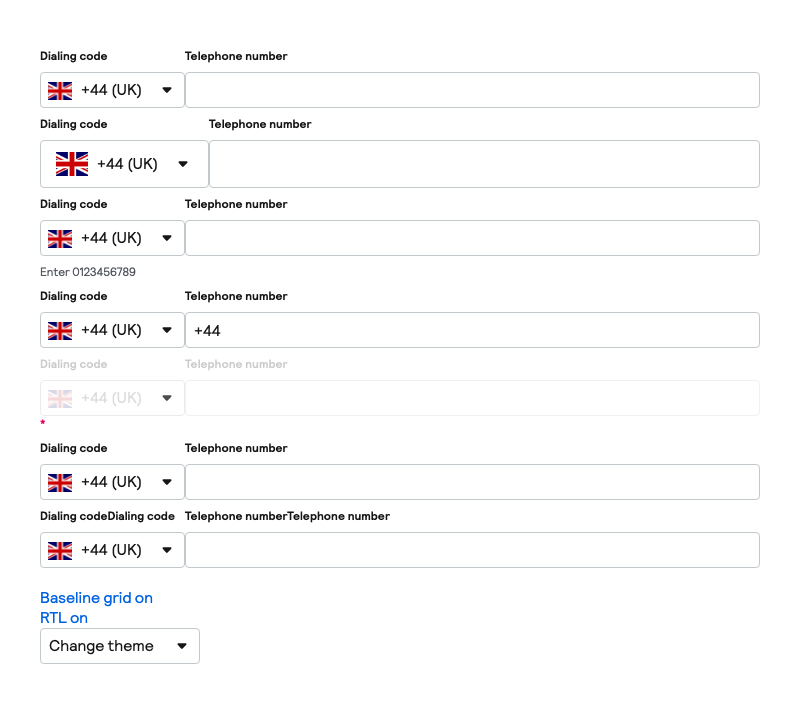 Dialing code Telephone number
+44 (UK)
Dialing code Telephone number
+44 (UK)
Dialing code Telephone number
+44 (UK)
Enter 0123456789
Dialing code Telephone number
+44 (UK) +44
Dialing code Telephone number
+44 (UK)
*
Dialing code Telephone number
+44 (UK)
Dialing codeDialing code Telephone numberTelephone number
+44 (UK)
Baseline grid on
RTL on
Change theme